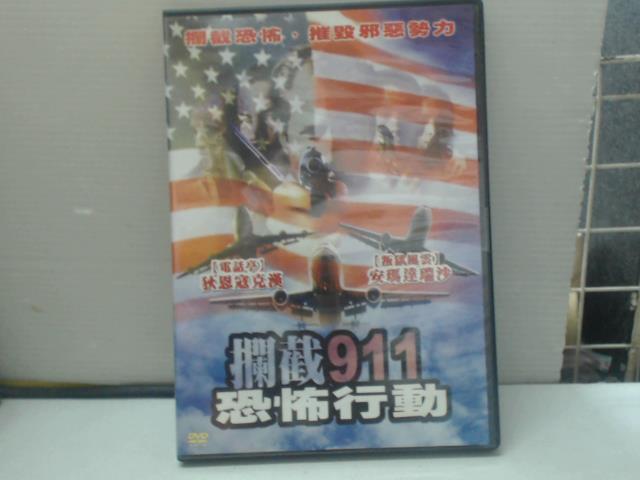 攔截恐怖‧摧毀邪惡勢力
【電話亭】
狄恩寇克漢
【叛獄風雲】
安瑪達瑞沙
攔截911
恐怖行動
DVD